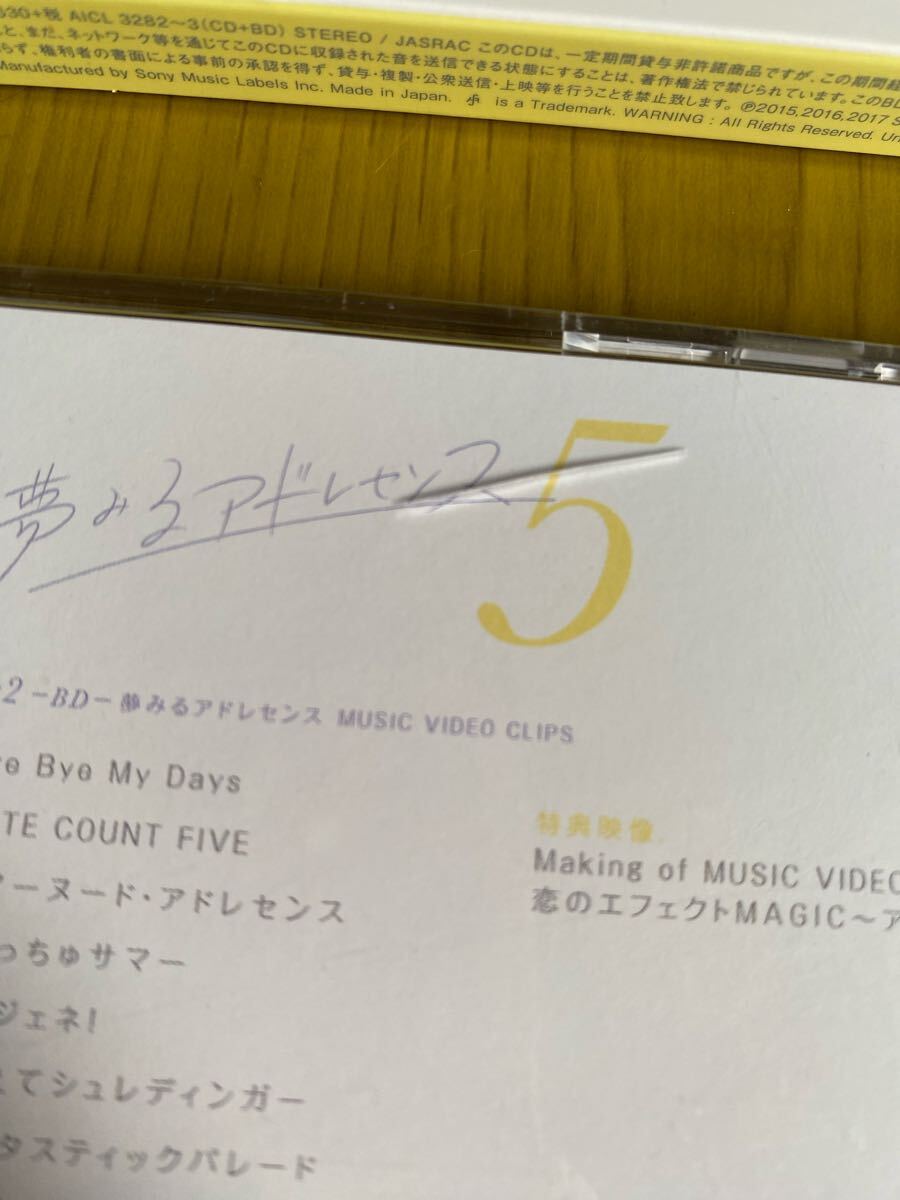 630+税 AICL 3282〜3(CD+BD) STEREO / JASRAC このCDは、一定期間貸与非許諾商品ですが、この期間経
と、また、ネットワーク等を通じてこのCDに収録された音を送信できる状態にすることは、著作権法で禁じられています。このBD
らず、権利者の書面による事前の承認を得ず、貸与・複製・公衆送信・上映等を行うことを禁止致します。 ℗2015,2016,2017 S
Manufactured by Sony Music Labels Inc. Made in Japan. is a Trademark. WARNING : All Rights Reserved. Un
夢みるアドレセンス 5
2 -BD- 夢みるアドレセンス MUSIC VIDEO CLIPS
e Bye My Days
TE COUNT FIVE
アーヌード・アドレセンス
っちゅサマー
ジェネ!
えてシュレディンガー
タスティックパレード
特典映像
Making of MUSIC VIDEO
恋のエフェクトMAGIC〜ア